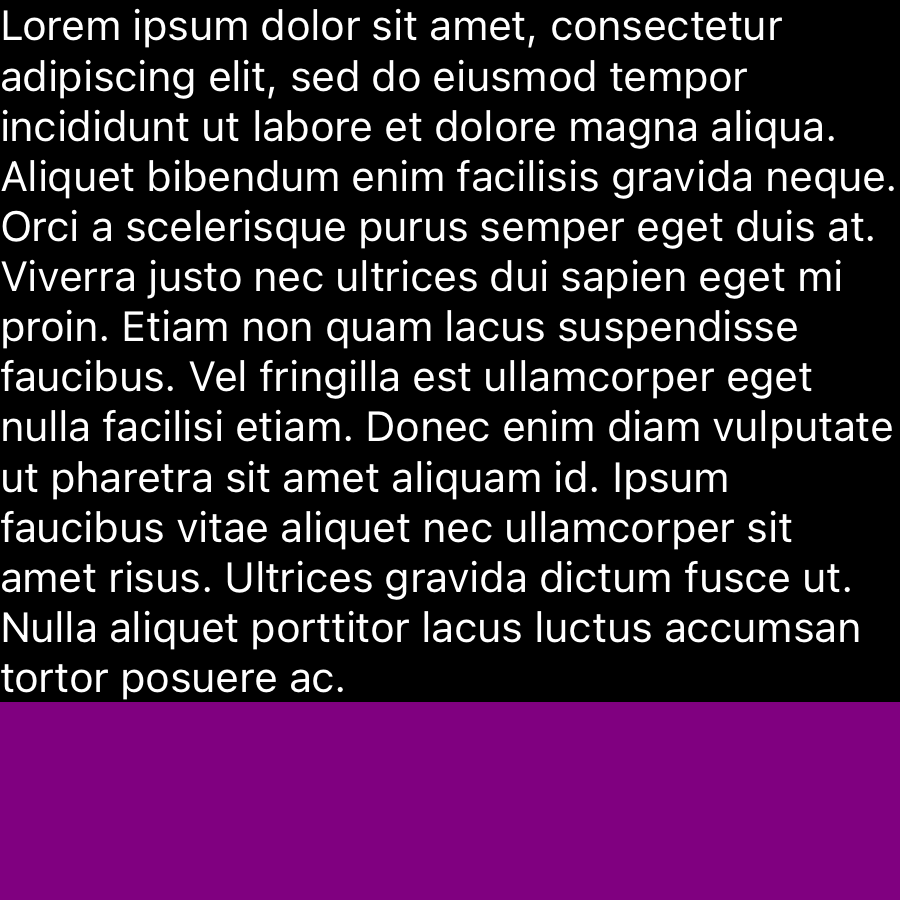 Lorem ipsum dolor sit amet, consectetur
adipiscing elit, sed do eiusmod tempor
incididunt ut labore et dolore magna aliqua.
Aliquet bibendum enim facilisis gravida neque.
Orci a scelerisque purus semper eget duis at.
Viverra justo nec ultrices dui sapien eget mi
proin. Etiam non quam lacus suspendisse
faucibus. Vel fringilla est ullamcorper eget
nulla facilisi etiam. Donec enim diam vulputate
ut pharetra sit amet aliquam id. Ipsum
faucibus vitae aliquet nec ullamcorper sit
amet risus. Ultrices gravida dictum fusce ut.
Nulla aliquet porttitor lacus luctus accumsan
tortor posuere ac.